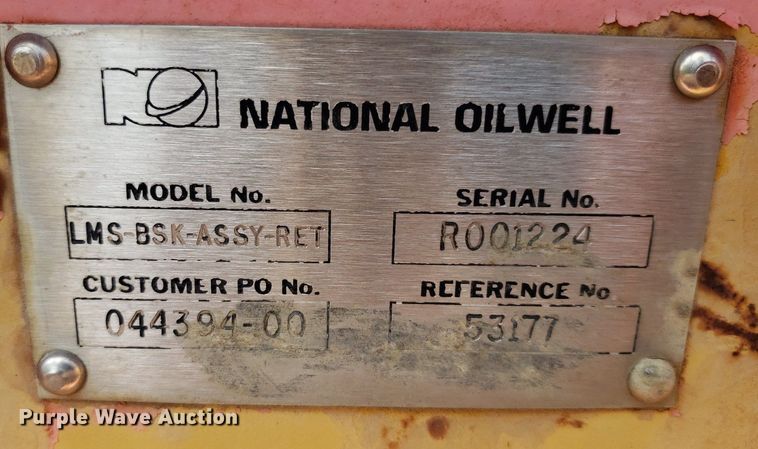 NATIONAL OILWELL
MODEL No. SERIAL No.
LMS-BSK-ASSY-RET R001224
CUSTOMER PO No. REFERENCE No
044394-00 53177
Purple Wave Auction